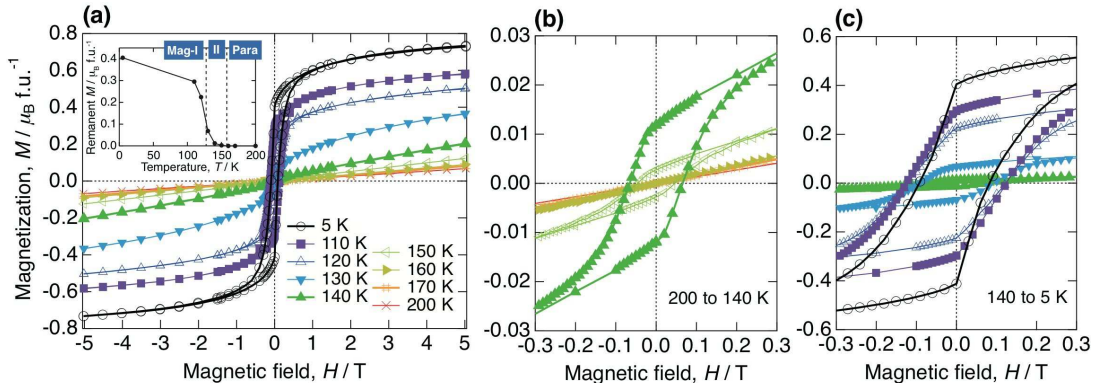 (a)
Magnetization, M / μB f.u.⁻¹
0.8
0.6
0.4
0.2
0.0
-0.2
-0.4
-0.6
-0.8
-5 -4 -3 -2 -1 0 1 2 3 4 5
Magnetic field, H / T
Mag-I II Para
Remanent M / μB f.u.⁻¹
0.4
0.3
0.2
0.1
0.0
0 50 100 150 200
Temperature, T / K
5 K
110 K
120 K
130 K
140 K
150 K
160 K
170 K
200 K
(b)
0.03
0.02
0.01
0.00
-0.01
-0.02
-0.03
200 to 140 K
-0.3 -0.2 -0.1 0.0 0.1 0.2 0.3
Magnetic field, H / T
(c)
0.6
0.4
0.2
0.0
-0.2
-0.4
-0.6
140 to 5 K
-0.3 -0.2 -0.1 0.0 0.1 0.2 0.3
Magnetic field, H / T